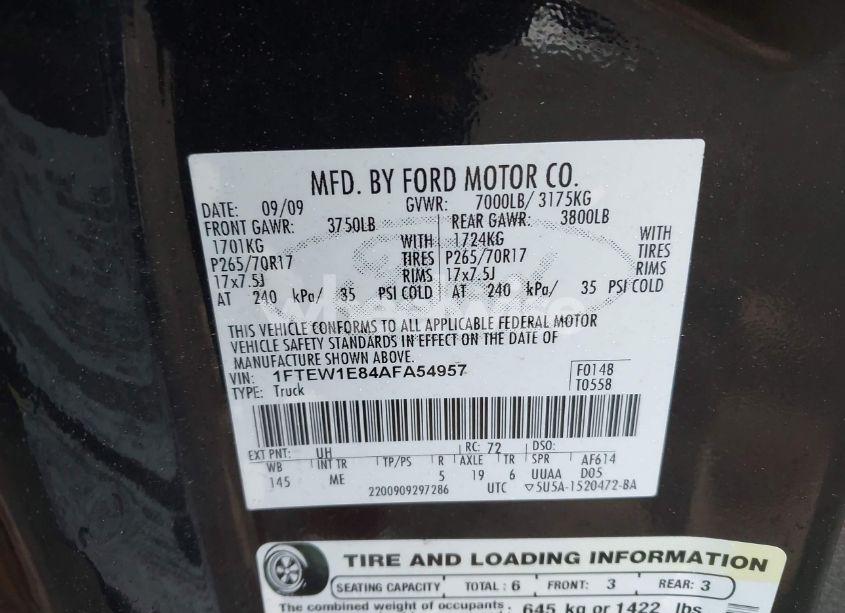 MFD. BY FORD MOTOR CO.
DATE: 09/09 GVWR: 7000LB/ 3175KG
FRONT GAWR: 3750LB REAR GAWR: 3800LB
1701KG WITH 1724KG WITH
P265/70R17 TIRES P265/70R17 TIRES
17x7.5J RIMS 17x7.5J RIMS
AT 240 kPa/ 35 PSI COLD AT 240 kPa/ 35 PSI COLD
THIS VEHICLE CONFORMS TO ALL APPLICABLE FEDERAL MOTOR
VEHICLE SAFETY STANDARDS IN EFFECT ON THE DATE OF
MANUFACTURE SHOWN ABOVE.
VIN: 1FTEW1E84AFA54957 F0148
TYPE: Truck T0558
EXT PNT: UH RC: 72 DSO:
WB INT TR TP/PS R AXLE TR SPR AF614
145 ME 5 19 6 UUAA D05
2200909297286 UTC ▽5U5A-1520472-BA
TIRE AND LOADING INFORMATION
SEATING CAPACITY TOTAL : 6 FRONT: 3 REAR: 3
The combined weight of occupants 645 kg or 1422 lbs